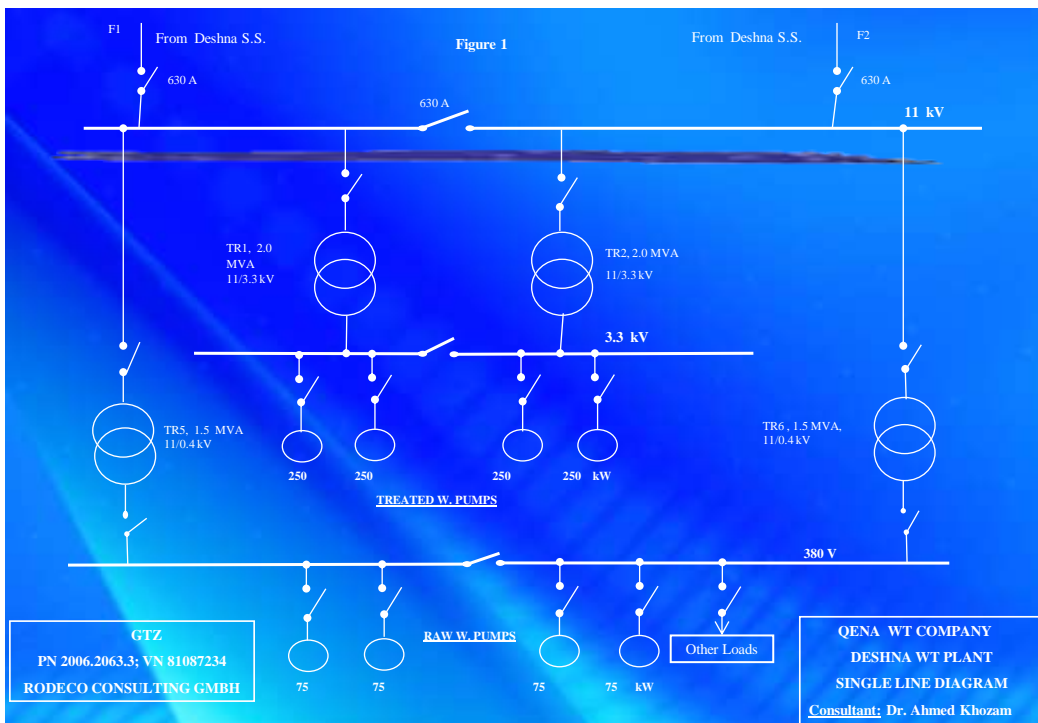 F1
From Deshna S.S.
Figure 1
From Deshna S.S.
F2
630 A
630 A
630 A
11 kV
TR1, 2.0
MVA
11/3.3 kV
TR2, 2.0 MVA
11/3.3 kV
3.3 kV
TR5, 1.5 MVA
11/0.4 kV
TR6 , 1.5 MVA,
11/0.4 kV
250
250
250
250 kW
TREATED W. PUMPS
380 V
RAW W. PUMPS
Other Loads
75
75
75
75 kW
GTZ
PN 2006.2063.3; VN 81087234
RODECO CONSULTING GMBH
QENA WT COMPANY
DESHNA WT PLANT
SINGLE LINE DIAGRAM
Consultant: Dr. Ahmed Khozam